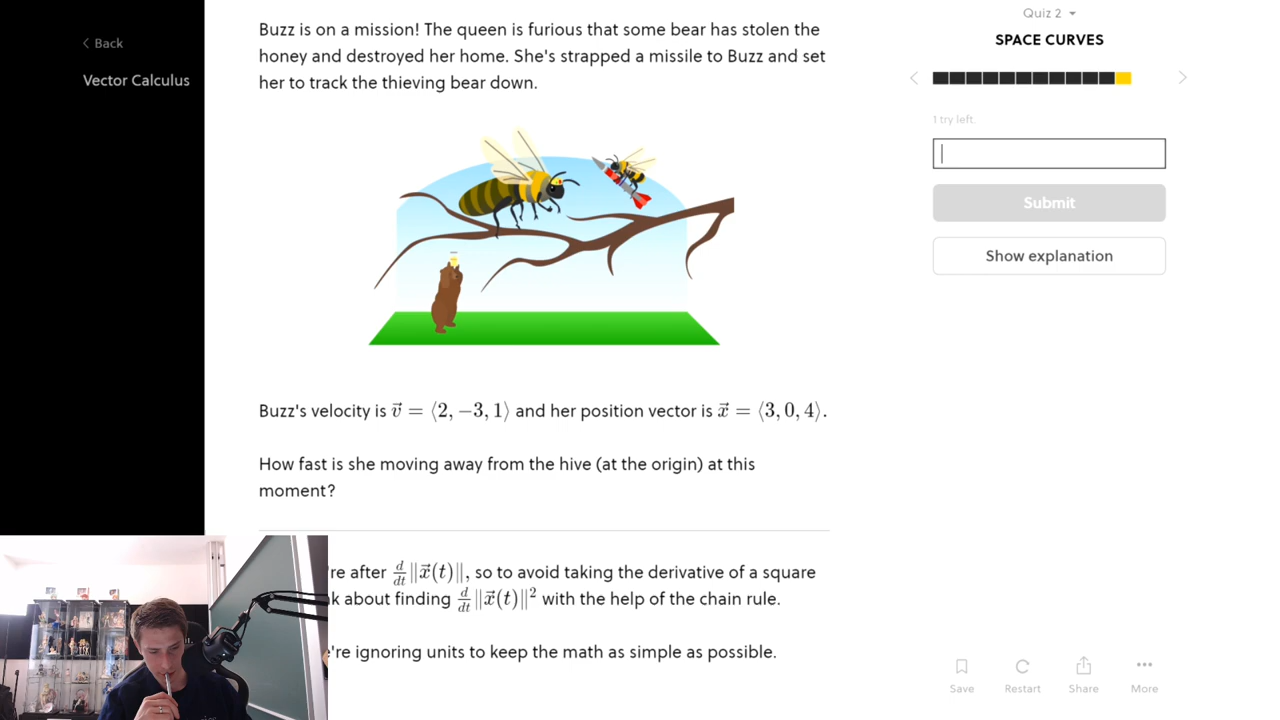 Back
Vector Calculus
Buzz is on a mission! The queen is furious that some bear has stolen the
honey and destroyed her home. She's strapped a missile to Buzz and set
her to track the thieving bear down.
Buzz's velocity is v⃗ = ⟨2, −3, 1⟩ and her position vector is x⃗ = ⟨3, 0, 4⟩.
How fast is she moving away from the hive (at the origin) at this
moment?
're after d/dt ||x⃗(t)||, so to avoid taking the derivative of a square
k about finding d/dt ||x⃗(t)||² with the help of the chain rule.
're ignoring units to keep the math as simple as possible.
Quiz 2
SPACE CURVES
1 try left.
Submit
Show explanation
Save
Restart
Share
More